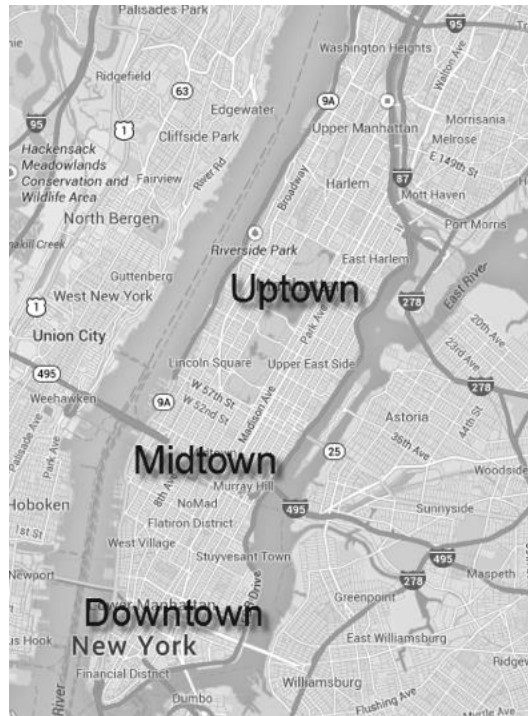 Palisades Park
95
Washington Heights
Ridgefield
63
9A
Walton Ave
Edgewater
Morrisania
95
1
Cliffside Park
Upper Manhattan
Melrose
Hackensack
Meadowlands
Conservation and
Wildlife Area
Fairview
River Rd
Broadway
Harlem
E 149th St
87
Mott Haven
North Bergen
Port Morris
Riverside Park
East Harlem
Guttenberg
Uptown
East River
278
1
West New York
Park Ave
20th Ave
Union City
23rd Ave
Lincoln Square
Upper East Side
495
278
W 57th St
Weehawken
9A
W 52nd St
Madison Ave
Astoria
44th St
Palisade Ave
Park Ave
36th Ave
Midtown
25
Woodside
8th Ave
Murray Hill
Hoboken
NoMad
495
Sunnyside
1st St
Flatiron District
West Village
Stuyvesant Town
495
Newport
Drive
278
Maspeth
Greenpoint
Lower Manhattan
Downtown
East Williamsburg
New York
Financial District
Williamsburg
River
Dumbo
Flushing Ave
Myrtle Ave